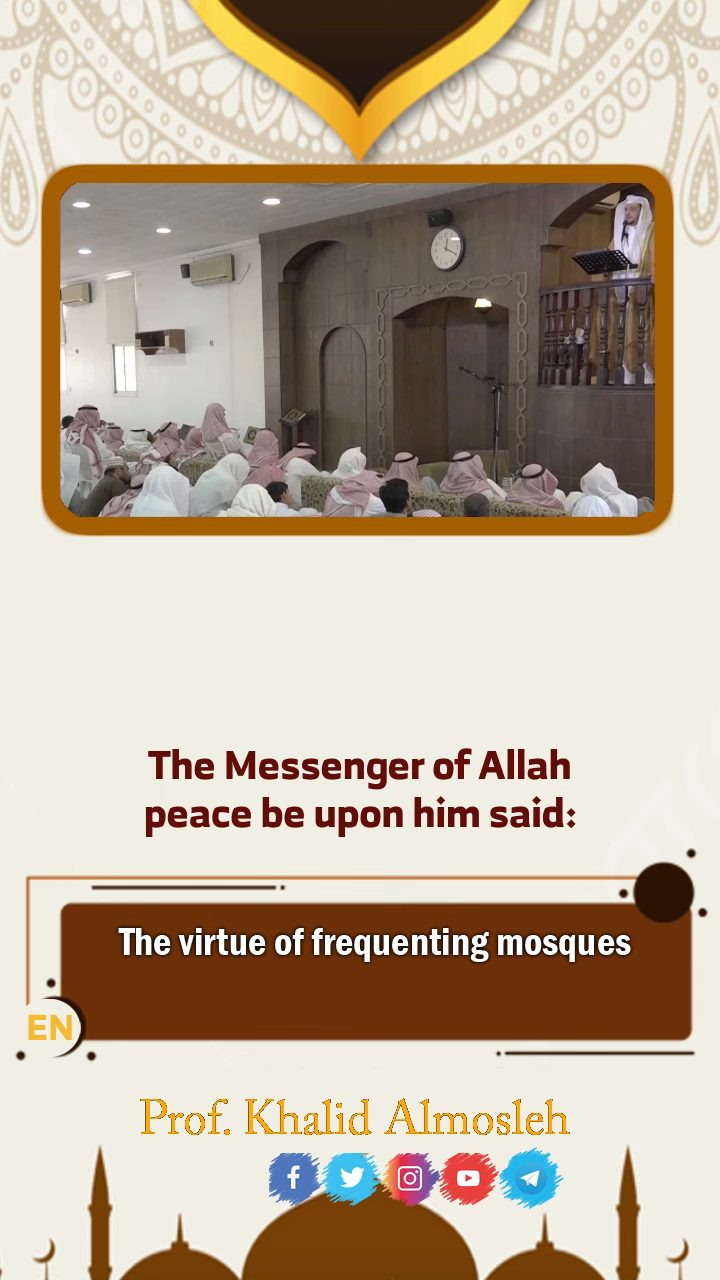 The Messenger of Allah
peace be upon him said:
The virtue of frequenting mosques
EN
Prof. Khalid Almosleh